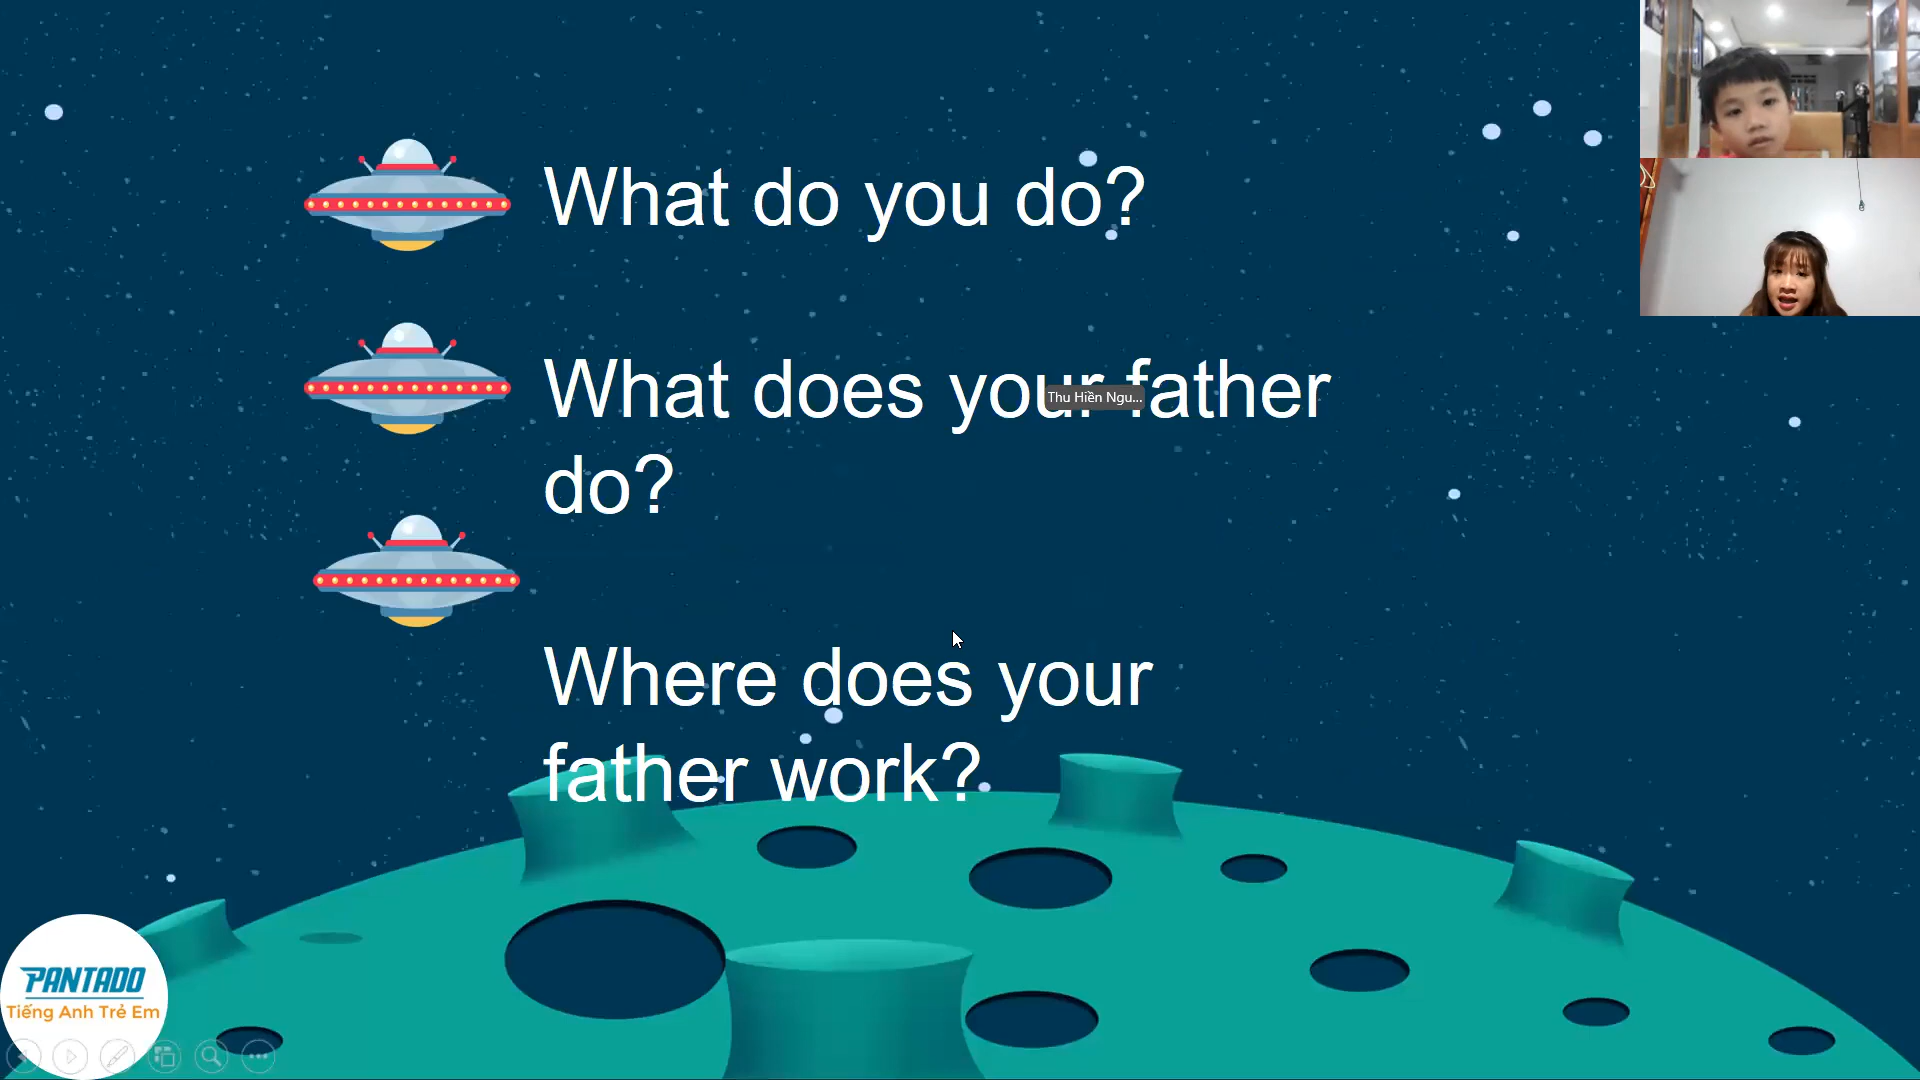 What do you do?
What does your father
do?
Thu Hiền Ngu...
Where does your
father work?
PANTADO
Tiếng Anh Trẻ Em